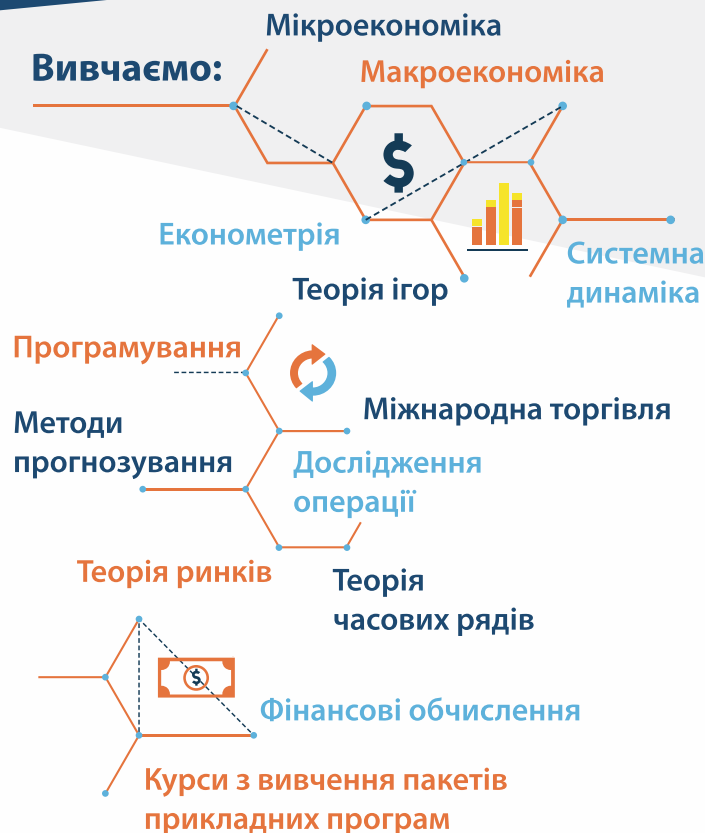 Мікроекономіка
Вивчаємо:
Макроекономіка
$
Економетрія
Системна
динаміка
Теорія ігор
Програмування
Міжнародна торгівля
Методи
прогнозування
Дослідження
операції
Теорія ринків
Теорія
часових рядів
$
Фінансові обчислення
Курси з вивчення пакетів
прикладних програм